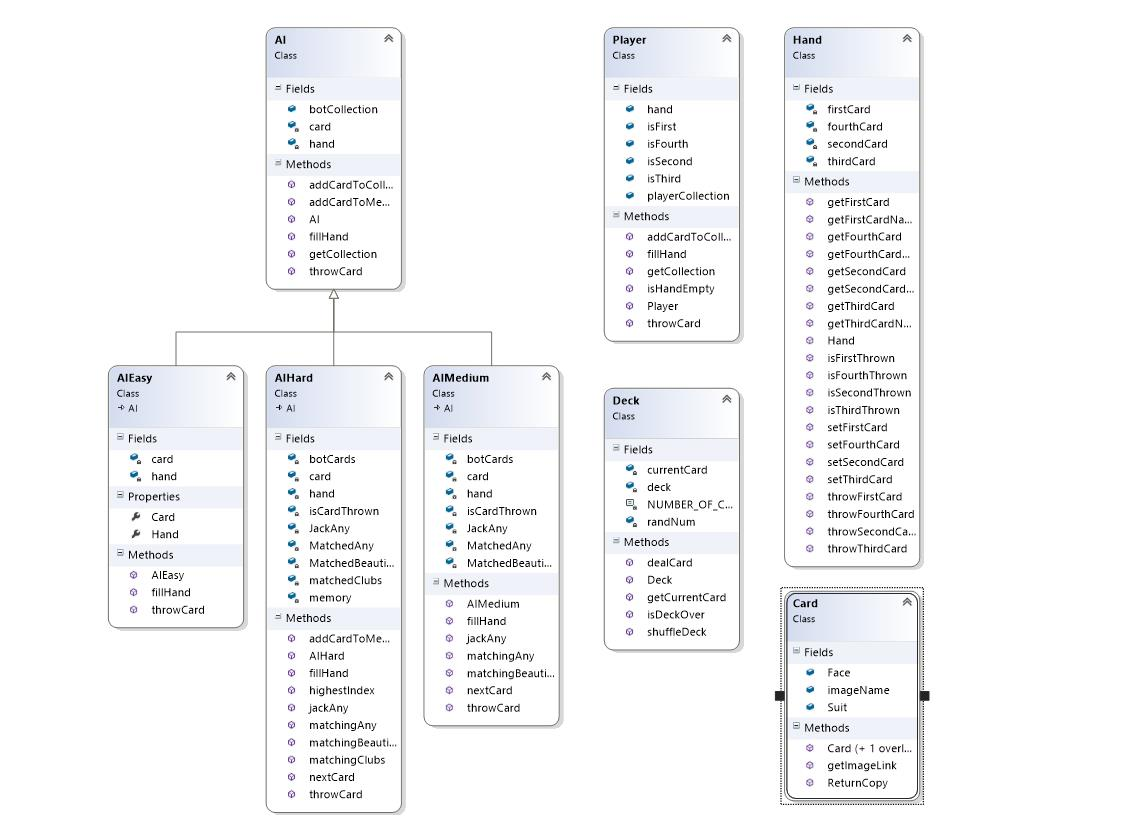 AI
Class
Fields
botCollection
card
hand
Methods
addCardToColl...
addCardToMe...
AI
fillHand
getCollection
throwCard
Player
Class
Fields
hand
isFirst
isFourth
isSecond
isThird
playerCollection
Methods
addCardToColl...
fillHand
getCollection
isHandEmpty
Player
throwCard
Hand
Class
Fields
firstCard
fourthCard
secondCard
thirdCard
Methods
getFirstCard
getFirstCardNa...
getFourthCard
getFourthCard...
getSecondCard
getSecondCard...
getThirdCard
getThirdCardN...
Hand
isFirstThrown
isFourthThrown
isSecondThrown
isThirdThrown
setFirstCard
setFourthCard
setSecondCard
setThirdCard
throwFirstCard
throwFourthCard
throwSecondCa...
throwThirdCard
AIEasy
Class
AI
Fields
card
hand
Properties
Card
Hand
Methods
AIEasy
fillHand
throwCard
AIHard
Class
AI
Fields
botCards
card
hand
isCardThrown
JackAny
MatchedAny
MatchedBeauti...
matchedClubs
memory
Methods
addCardToMe...
AIHard
fillHand
highestIndex
jackAny
matchingAny
matchingBeauti...
matchingClubs
nextCard
throwCard
AIMedium
Class
AI
Fields
botCards
card
hand
isCardThrown
JackAny
MatchedAny
MatchedBeauti...
Methods
AIMedium
fillHand
jackAny
matchingAny
matchingBeauti...
nextCard
throwCard
Deck
Class
Fields
currentCard
deck
NUMBER_OF_C...
randNum
Methods
dealCard
Deck
getCurrentCard
isDeckOver
shuffleDeck
Card
Class
Fields
Face
imageName
Suit
Methods
Card (+ 1 overl...
getImageLink
ReturnCopy